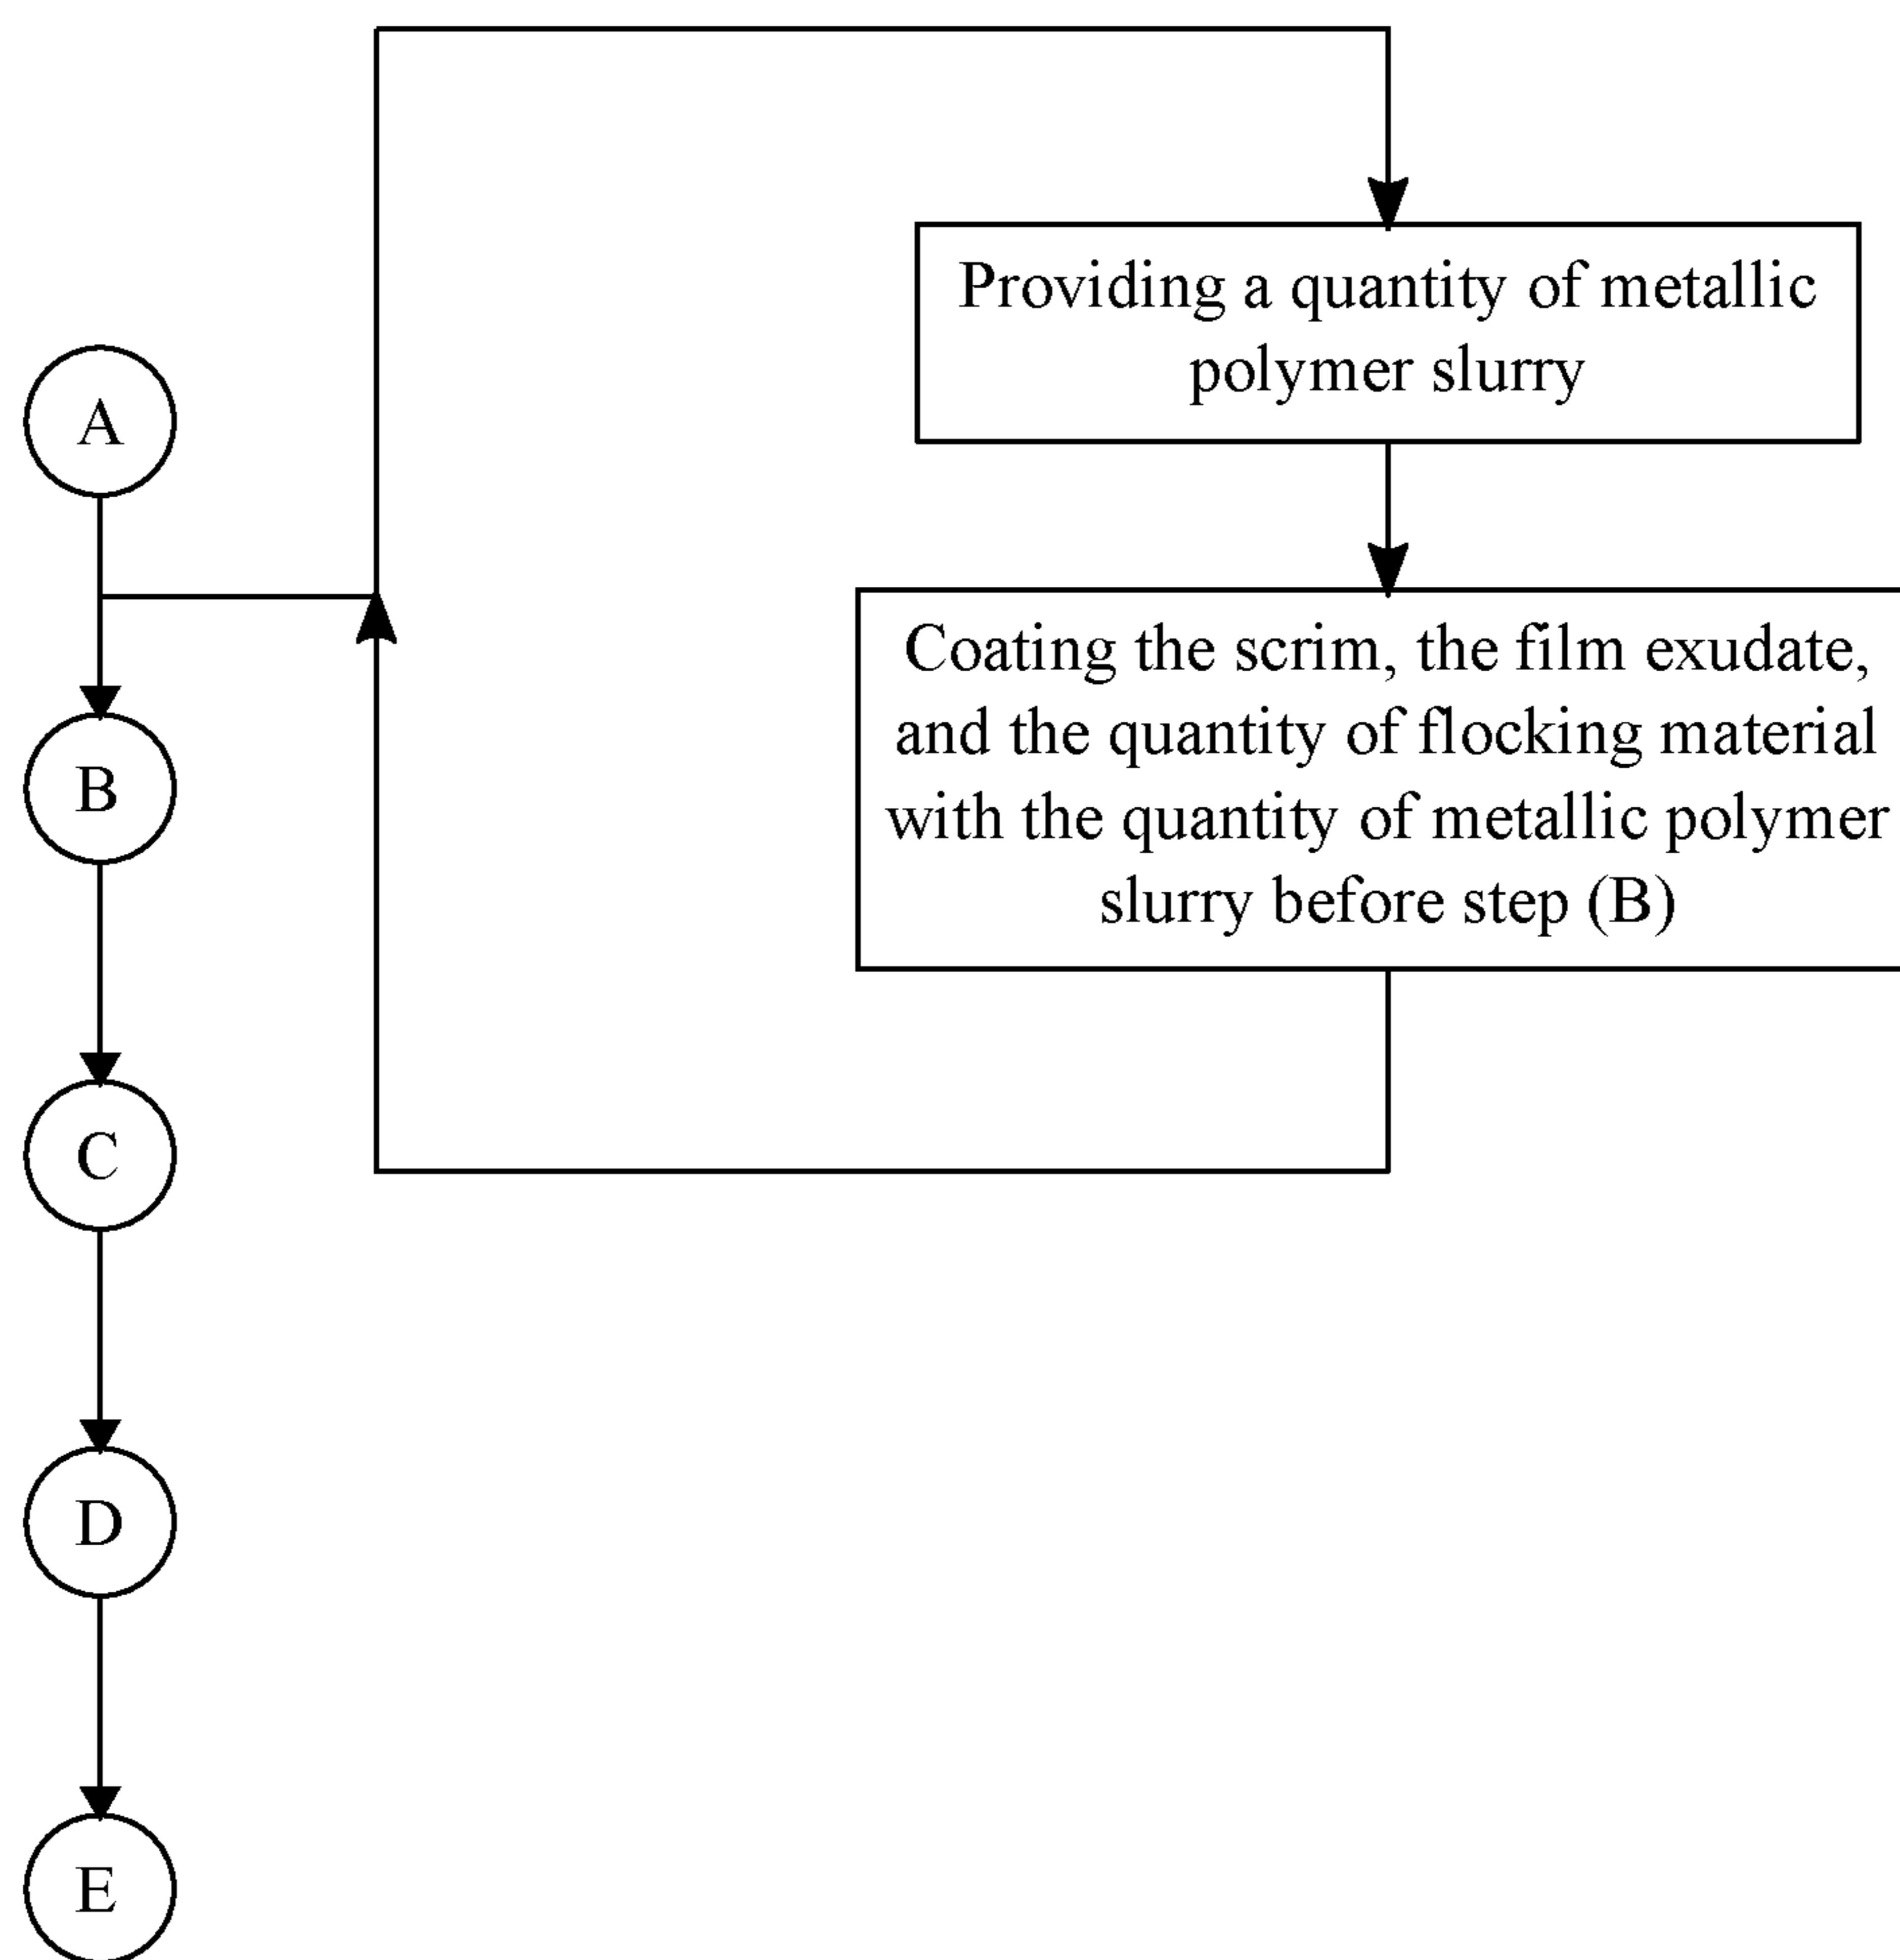 A
B
C
D
E
Providing a quantity of metallic
polymer slurry
Coating the scrim, the film exudate,
and the quantity of flocking material
with the quantity of metallic polymer
slurry before step (B)